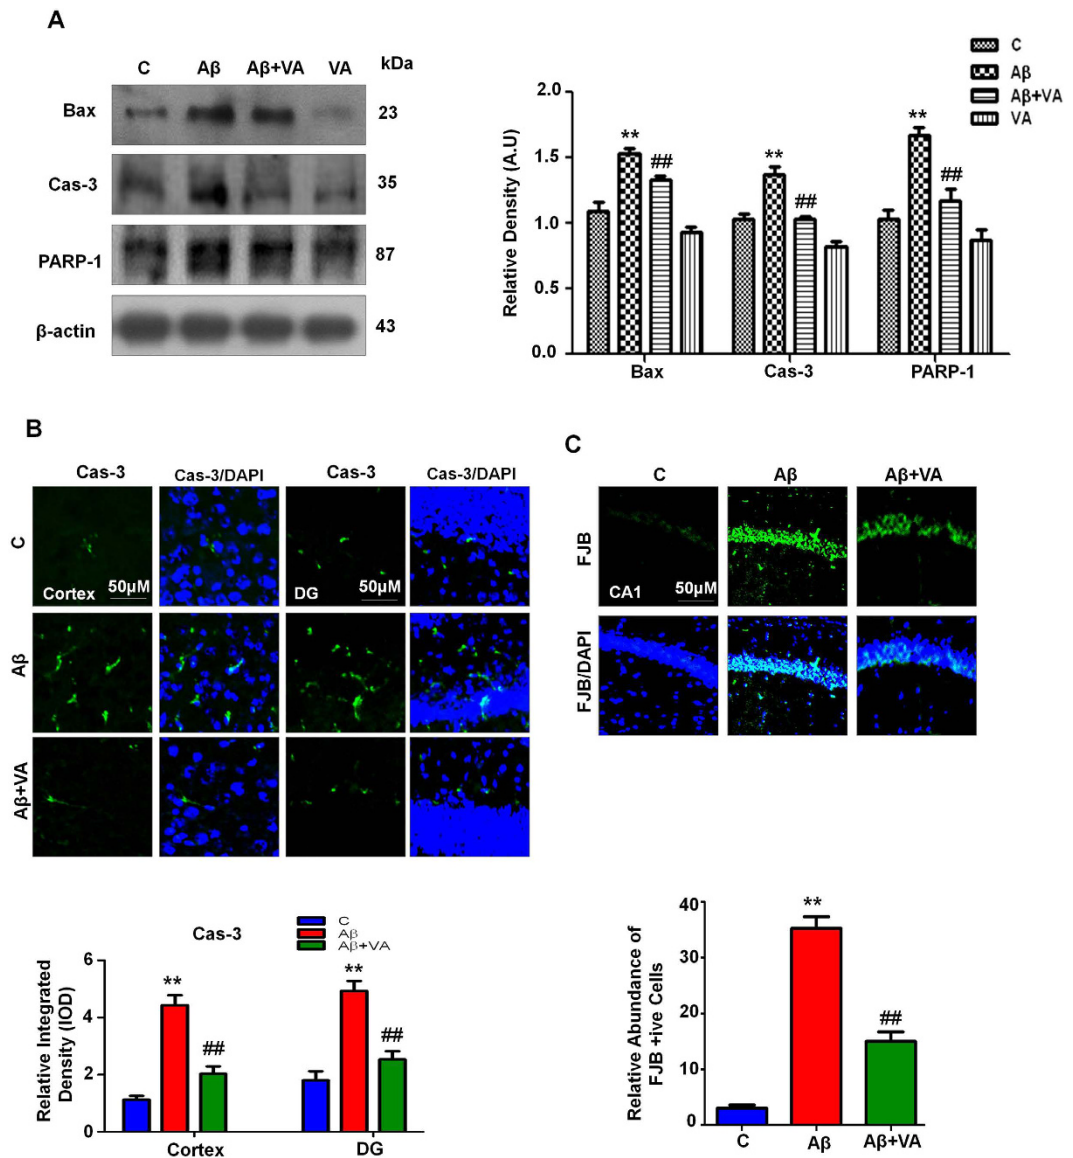 A
C Aβ Aβ+VA VA kDa
Bax 23
Cas-3 35
PARP-1 87
β-actin 43
C
Aβ
Aβ+VA
VA
Relative Density (A.U)
2.0
1.5
1.0
0.5
0.0
** ##
** ##
** ##
Bax Cas-3 PARP-1
B
Cas-3 Cas-3/DAPI Cas-3 Cas-3/DAPI
C
Cortex 50µM DG 50µM
Aβ
Aβ+VA
C
C Aβ Aβ+VA
FJB
CA1 50µM
FJB/DAPI
Cas-3
C
Aβ
Aβ+VA
Relative Integrated
Density (IOD)
6
4
2
0
** ##
** ##
Cortex DG
Relative Abundance of
FJB +ive Cells
40
30
20
10
0
**
##
C Aβ Aβ+VA